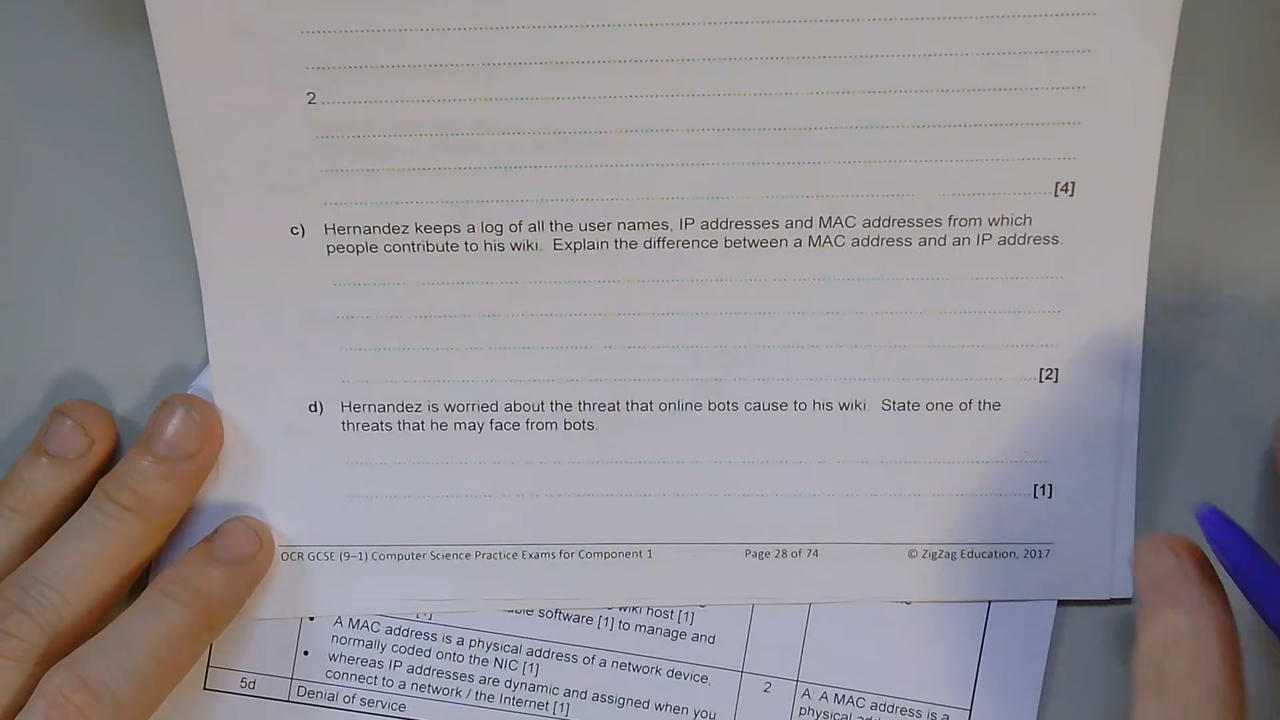 2
[4]
c) Hernandez keeps a log of all the user names, IP addresses and MAC addresses from which
people contribute to his wiki. Explain the difference between a MAC address and an IP address.
[2]
d) Hernandez is worried about the threat that online bots cause to his wiki. State one of the
threats that he may face from bots.
[1]
OCR GCSE (9–1) Computer Science Practice Exams for Component 1 Page 28 of 74 © ZigZag Education, 2017
wiki host [1]
software [1] to manage and
• A MAC address is a physical address of a network device,
normally coded onto the NIC [1]
• whereas IP addresses are dynamic and assigned when you
connect to a network / the Internet [1]
2
A: A MAC address is a
5d Denial of service